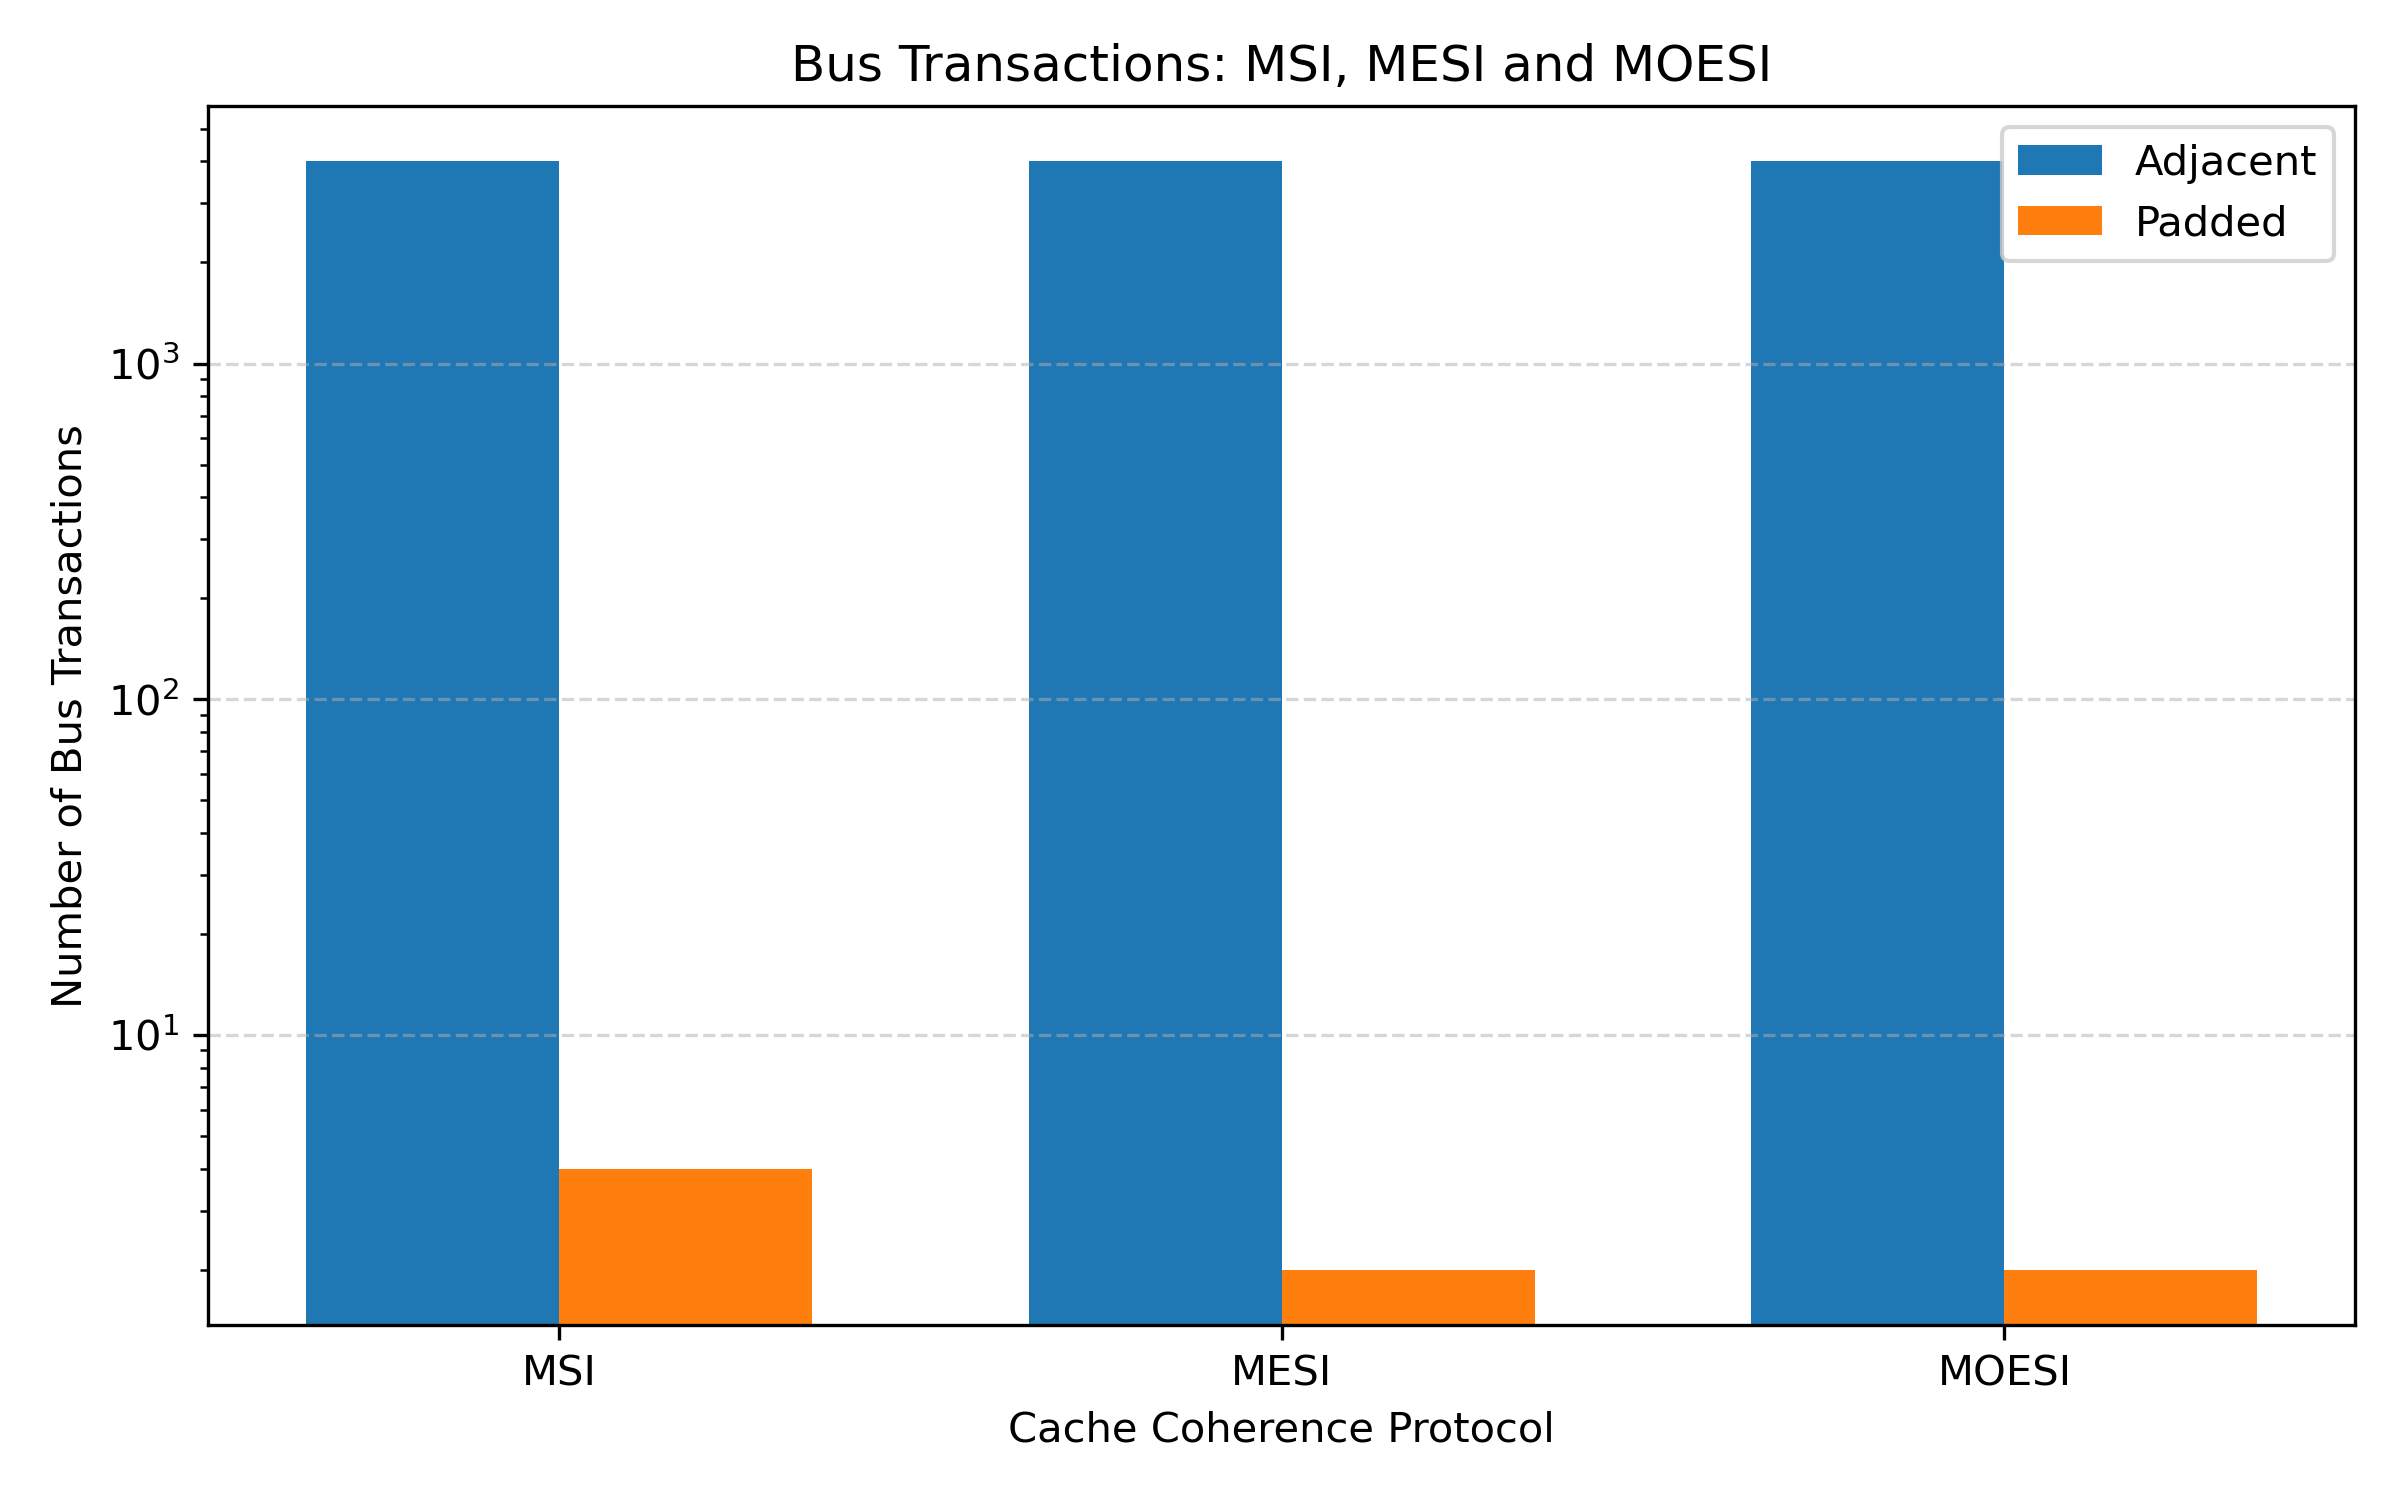 Bus Transactions: MSI, MESI and MOESI
Adjacent
Padded
Number of Bus Transactions
10³
10²
10¹
MSI
MESI
MOESI
Cache Coherence Protocol